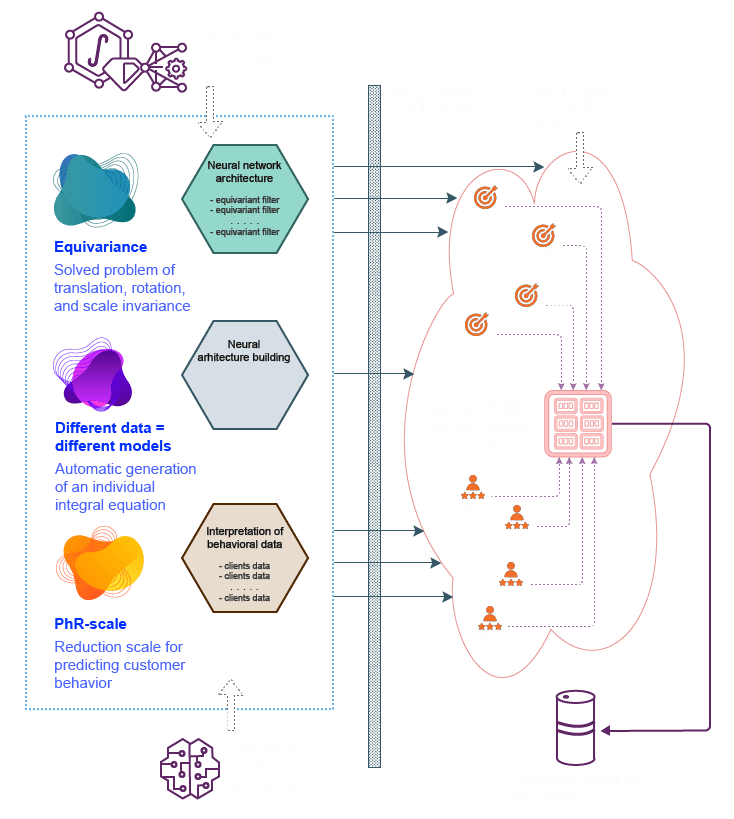 Neural network
architecture
- equivariant filter
- equivariant filter
. . . . .
- equivariant filter
Equivariance
Solved problem of
translation, rotation,
and scale invariance
Neural
arhitecture building
Different data =
different models
Automatic generation
of an individual
integral equation
Interpretation of
behavioral data
- clients data
- clients data
. . . . .
- clients data
PhR-scale
Reduction scale for
predicting customer
behavior